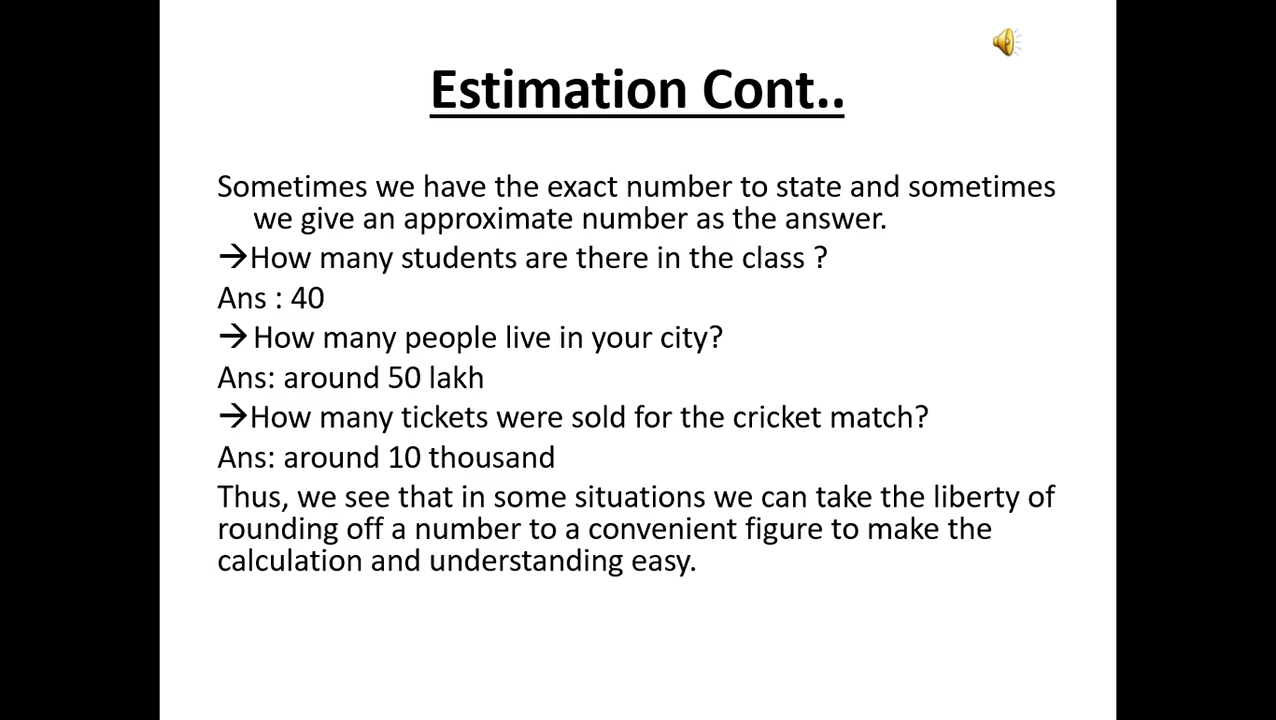 Estimation Cont..
Sometimes we have the exact number to state and sometimes
we give an approximate number as the answer.
→How many students are there in the class ?
Ans : 40
→ How many people live in your city?
Ans: around 50 lakh
→How many tickets were sold for the cricket match?
Ans: around 10 thousand
Thus, we see that in some situations we can take the liberty of
rounding off a number to a convenient figure to make the
calculation and understanding easy.